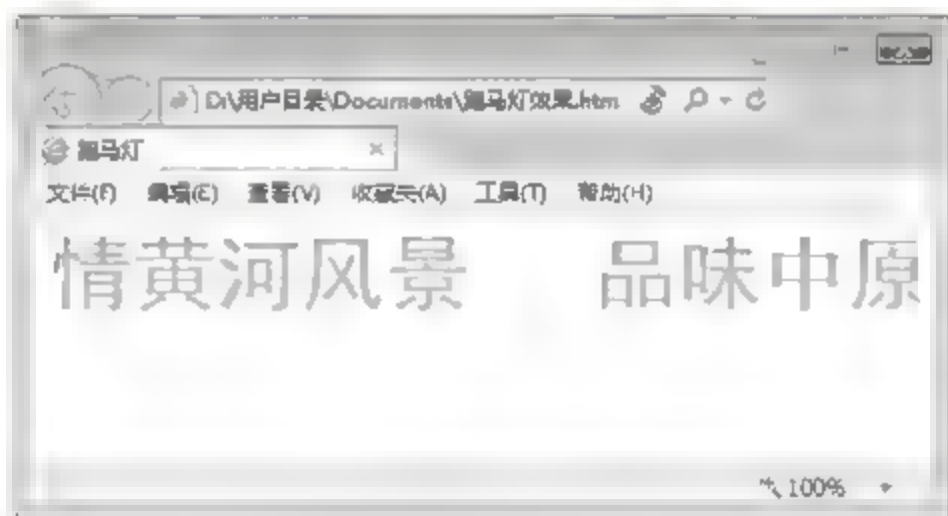 D:\用户目录\Documents\跑马灯效果.htm
跑马灯
文件(F) 编辑(E) 查看(V) 收藏夹(A) 工具(T) 帮助(H)
情黄河风景 品味中原
100%